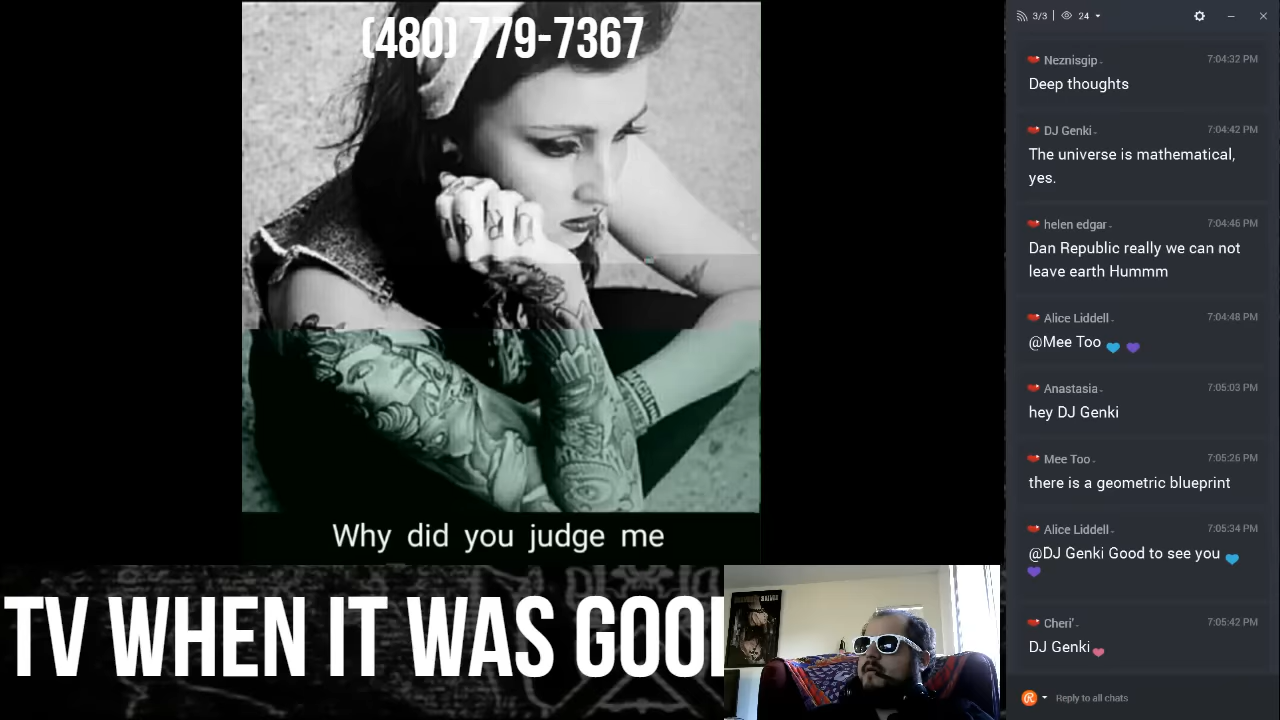 (480) 779-7367
Why did you judge me
TV WHEN IT WAS GOO
3/3
24
Neznisgip
7:04:32 PM
Deep thoughts
DJ Genki
7:04:42 PM
The universe is mathematical,
yes.
helen edgar
7:04:46 PM
Dan Republic really we can not
leave earth Hummm
Alice Liddell
7:04:48 PM
@Mee Too
Anastasia
7:05:03 PM
hey DJ Genki
Mee Too
7:05:26 PM
there is a geometric blueprint
Alice Liddell
7:05:34 PM
@DJ Genki Good to see you
Cheri'
7:05:42 PM
DJ Genki
Reply to all chats